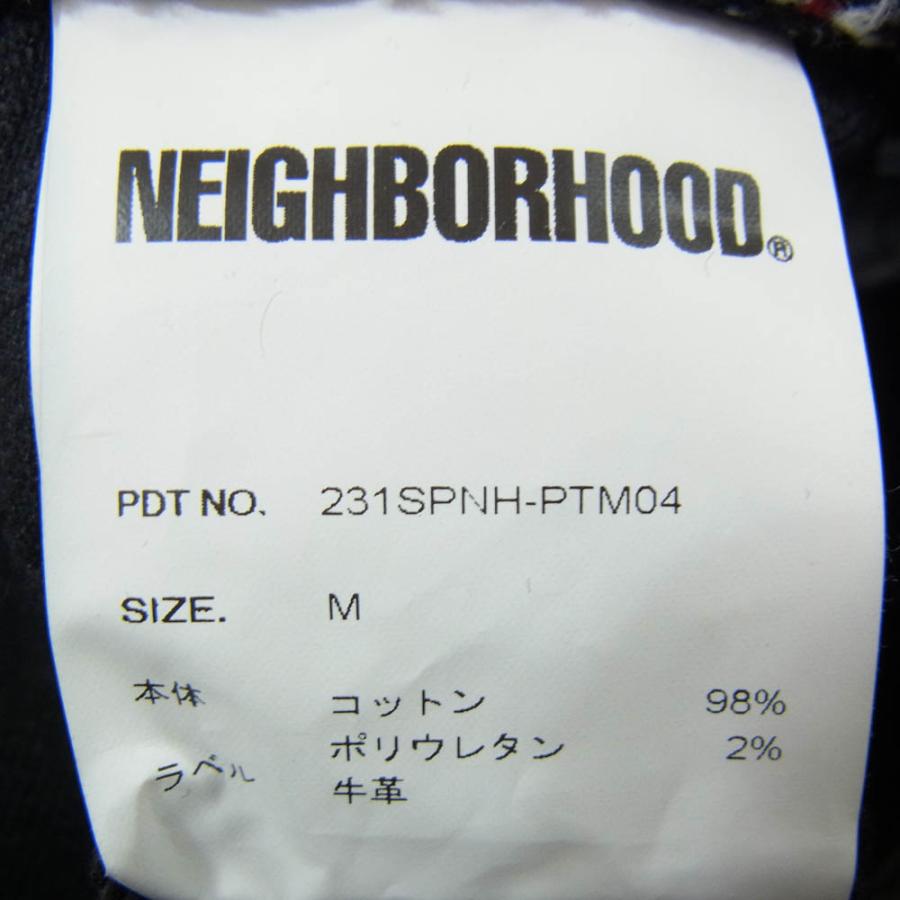 NEIGHBORHOOD®
PDT NO. 231SPNH-PTM04
SIZE. M
本体 コットン 98%
ポリウレタン 2%
ラベル 牛革